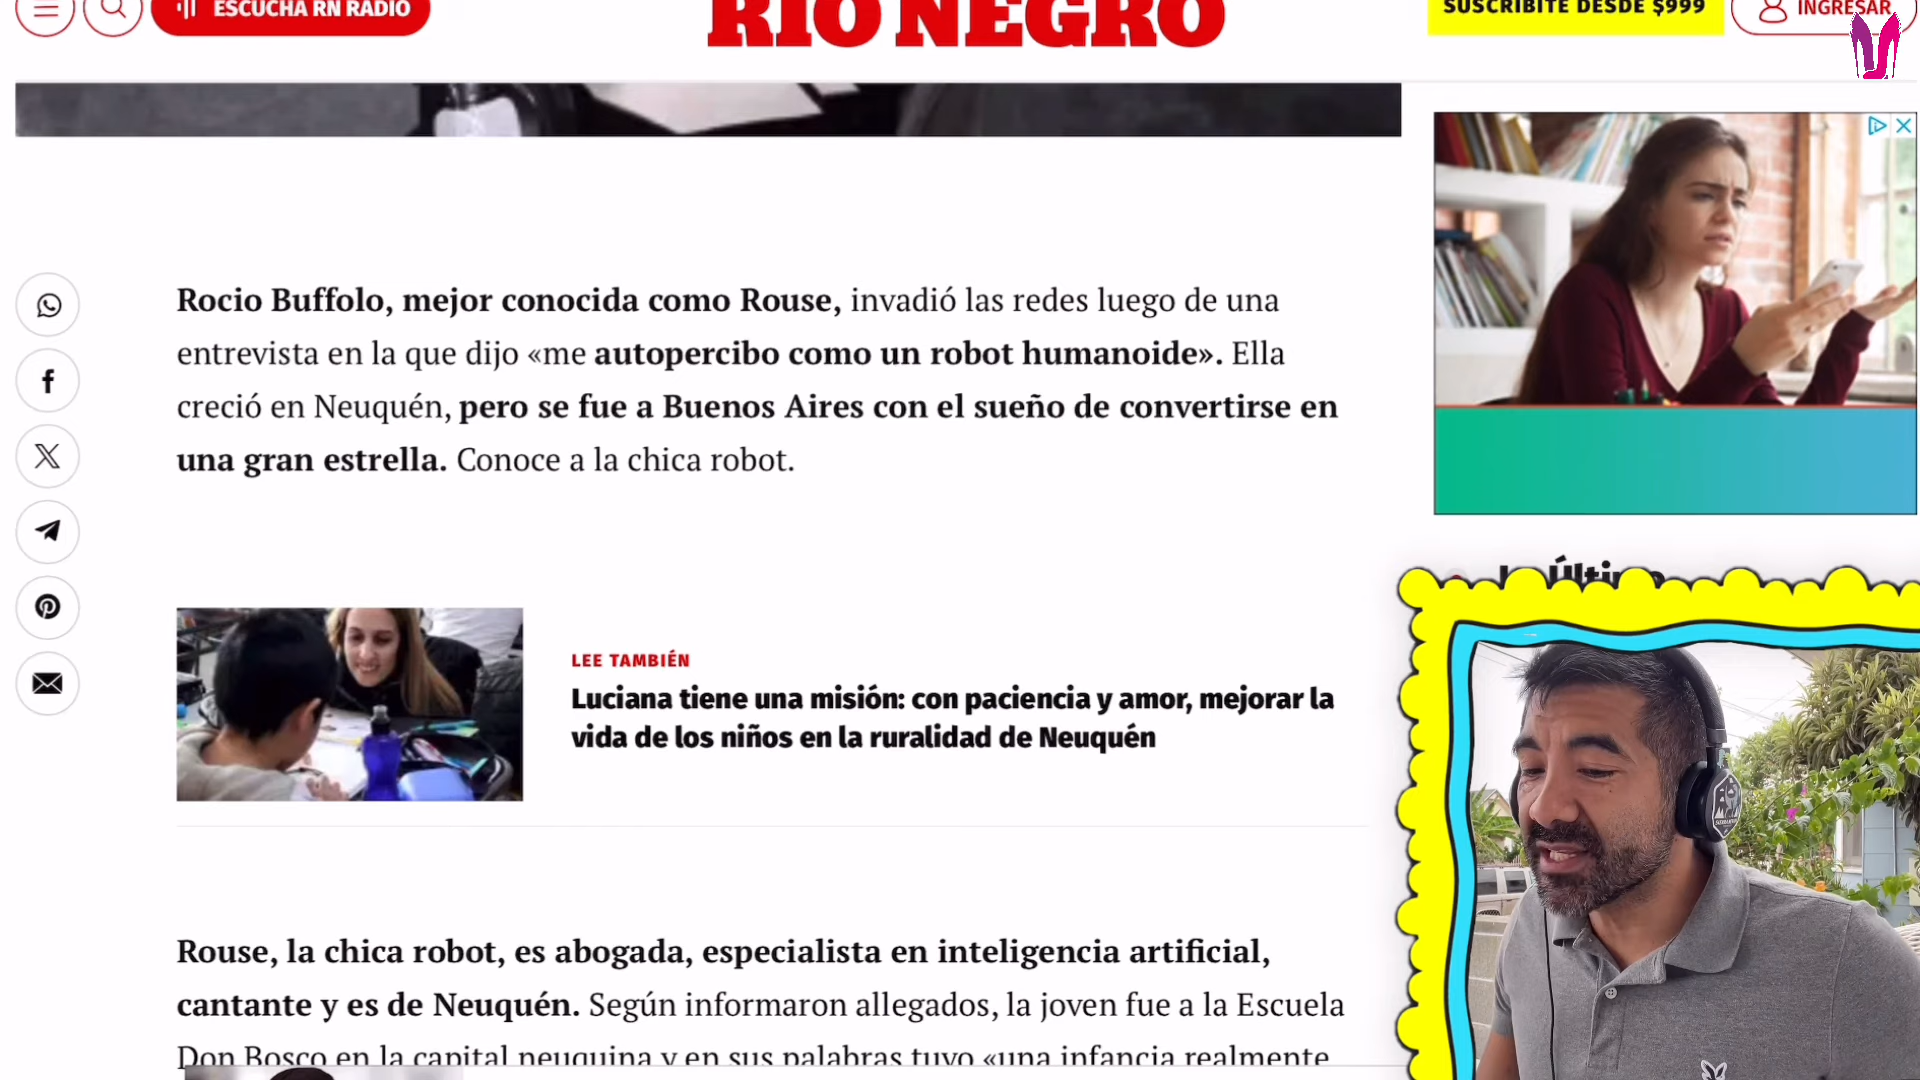 ESCUCHA RN RADIO
RIO NEGRO
SUSCRIBITE DESDE $999
INGRESAR
Rocio Buffolo, mejor conocida como Rouse, invadió las redes luego de una
entrevista en la que dijo «me autopercibo como un robot humanoide». Ella
creció en Neuquén, pero se fue a Buenos Aires con el sueño de convertirse en
una gran estrella. Conoce a la chica robot.
LEE TAMBIÉN
Luciana tiene una misión: con paciencia y amor, mejorar la
vida de los niños en la ruralidad de Neuquén
Rouse, la chica robot, es abogada, especialista en inteligencia artificial,
cantante y es de Neuquén. Según informaron allegados, la joven fue a la Escuela
Don Bosco en la capital neuquina y en sus palabras tuvo «una infancia realmente